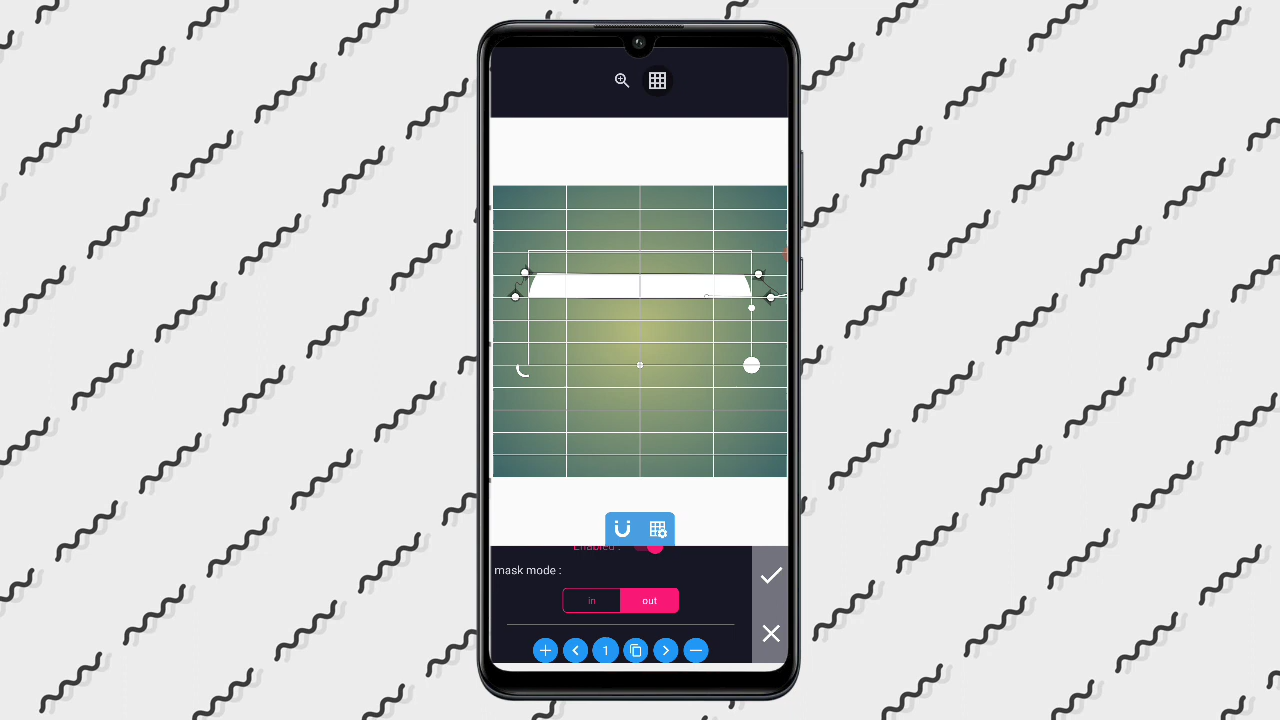 Enabled :
mask mode :
in
out
1